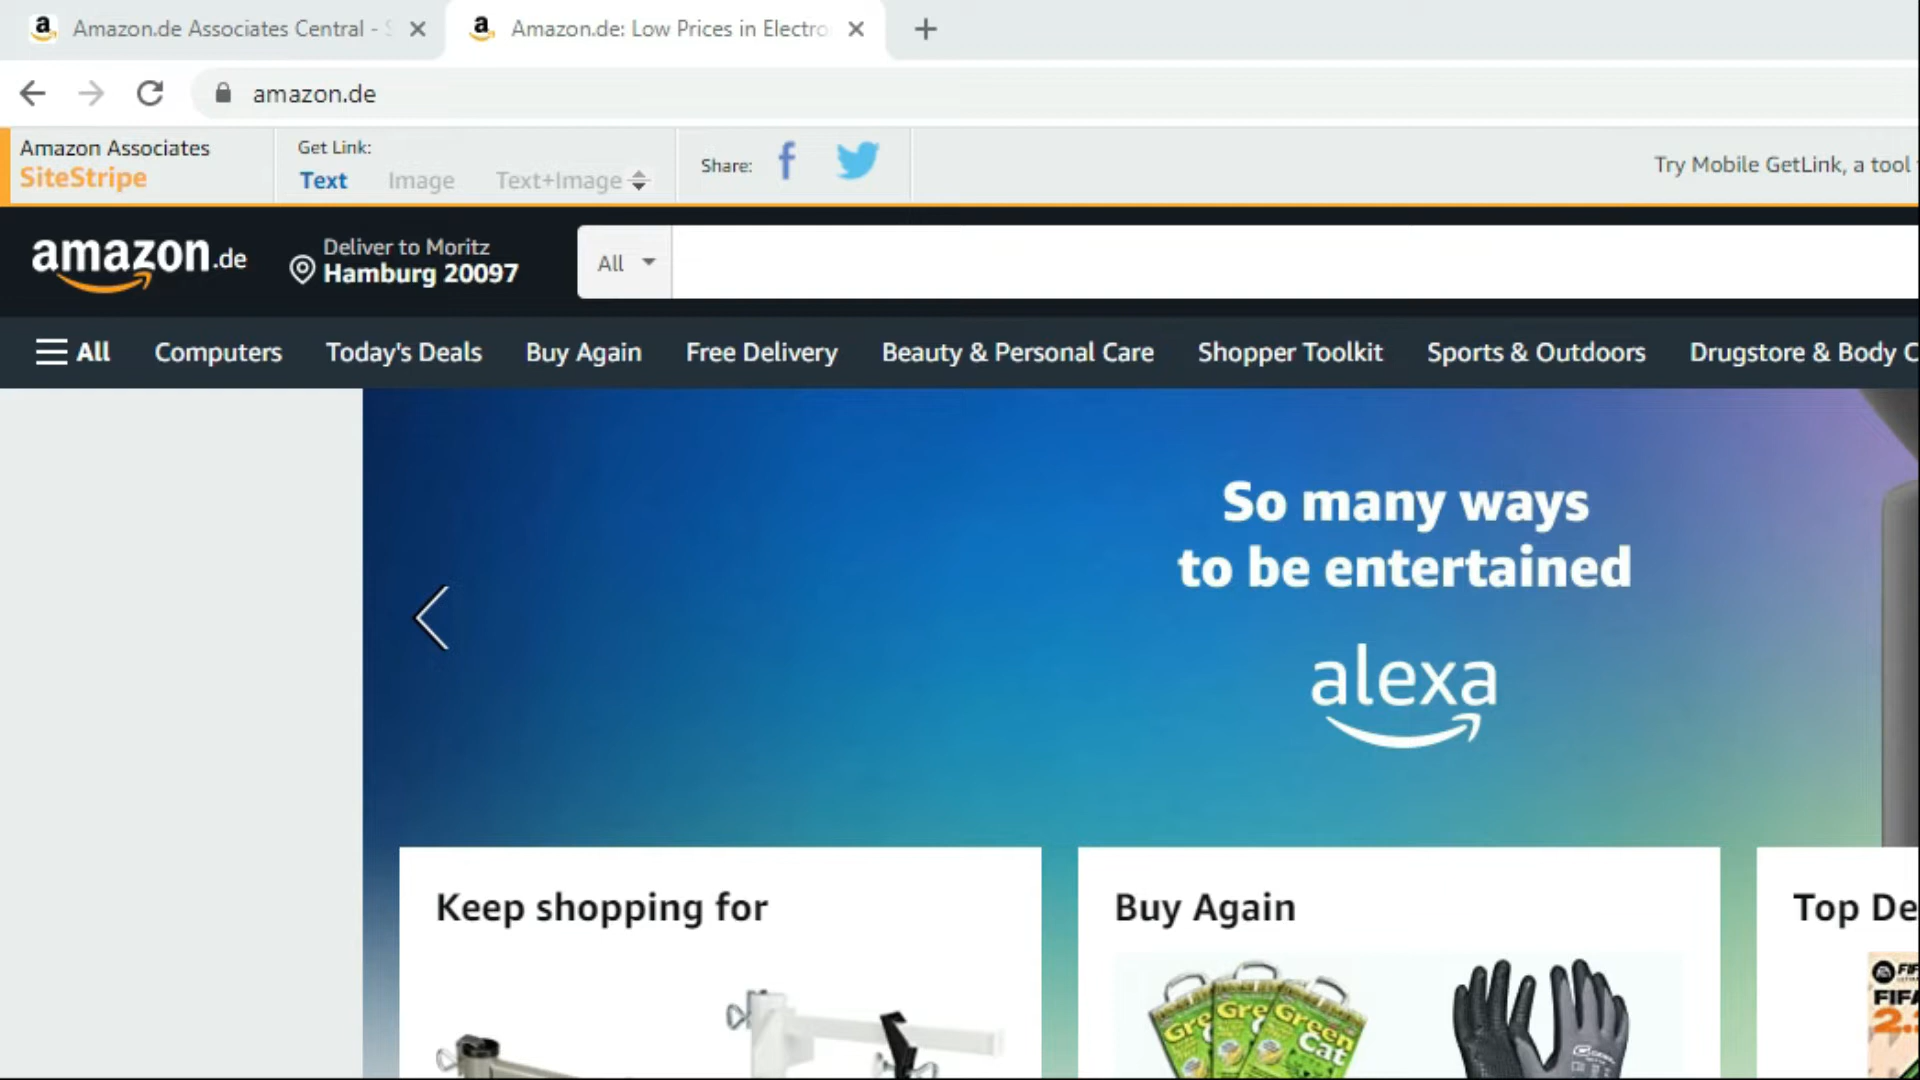 Amazon.de Associates Central -
Amazon.de: Low Prices in Electro
amazon.de
Amazon Associates
SiteStripe
Get Link:
Text Image Text+Image
Share:
Try Mobile GetLink, a tool
amazon.de
Deliver to Moritz
Hamburg 20097
All
All Computers Today's Deals Buy Again Free Delivery Beauty & Personal Care Shopper Toolkit Sports & Outdoors Drugstore & Body C
So many ways
to be entertained
alexa
Keep shopping for
Buy Again
Top De
Green
Cat
FIFA